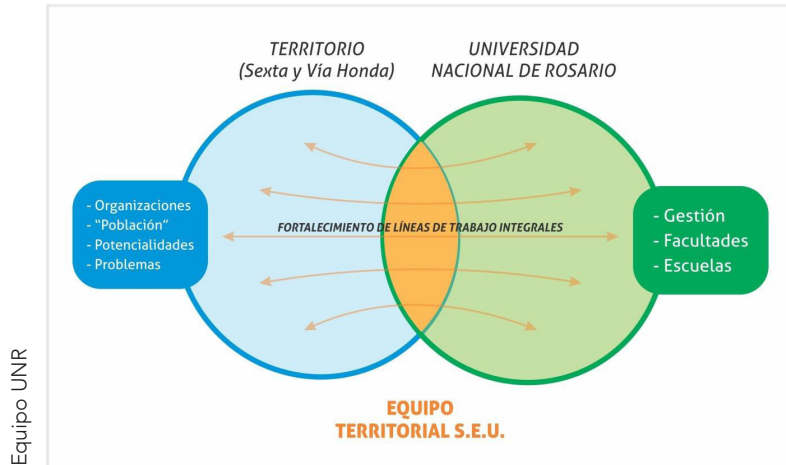 TERRITORIO
(Sexta y Vía Honda)
UNIVERSIDAD
NACIONAL DE ROSARIO
- Organizaciones
- "Población"
- Potencialidades
- Problemas
FORTALECIMIENTO DE LÍNEAS DE TRABAJO INTEGRALES
- Gestión
- Facultades
- Escuelas
EQUIPO
TERRITORIAL S.E.U.
Equipo UNR